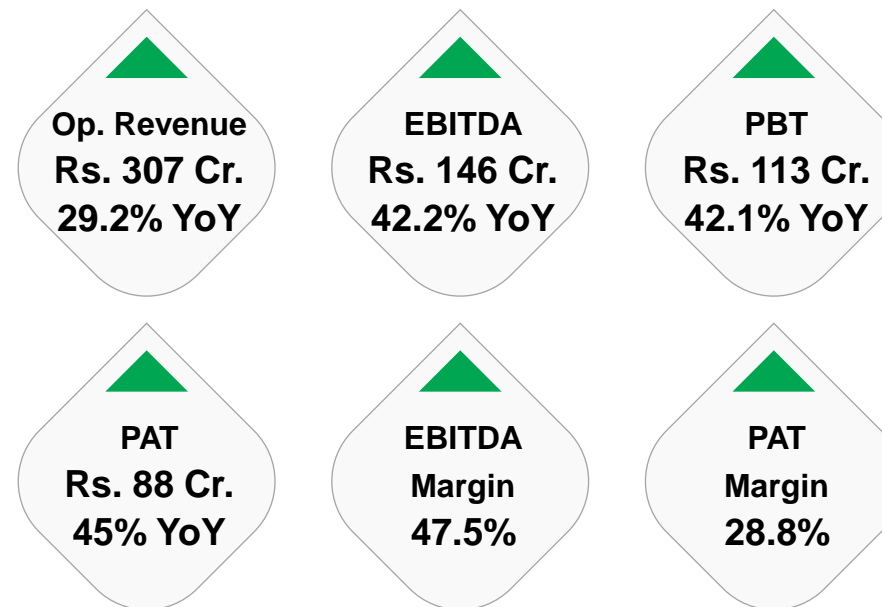 Op. Revenue
Rs. 307 Cr.
29.2% YoY
EBITDA
Rs. 146 Cr.
42.2% YoY
PBT
Rs. 113 Cr.
42.1% YoY
PAT
Rs. 88 Cr.
45% YoY
EBITDA
Margin
47.5%
PAT
Margin
28.8%